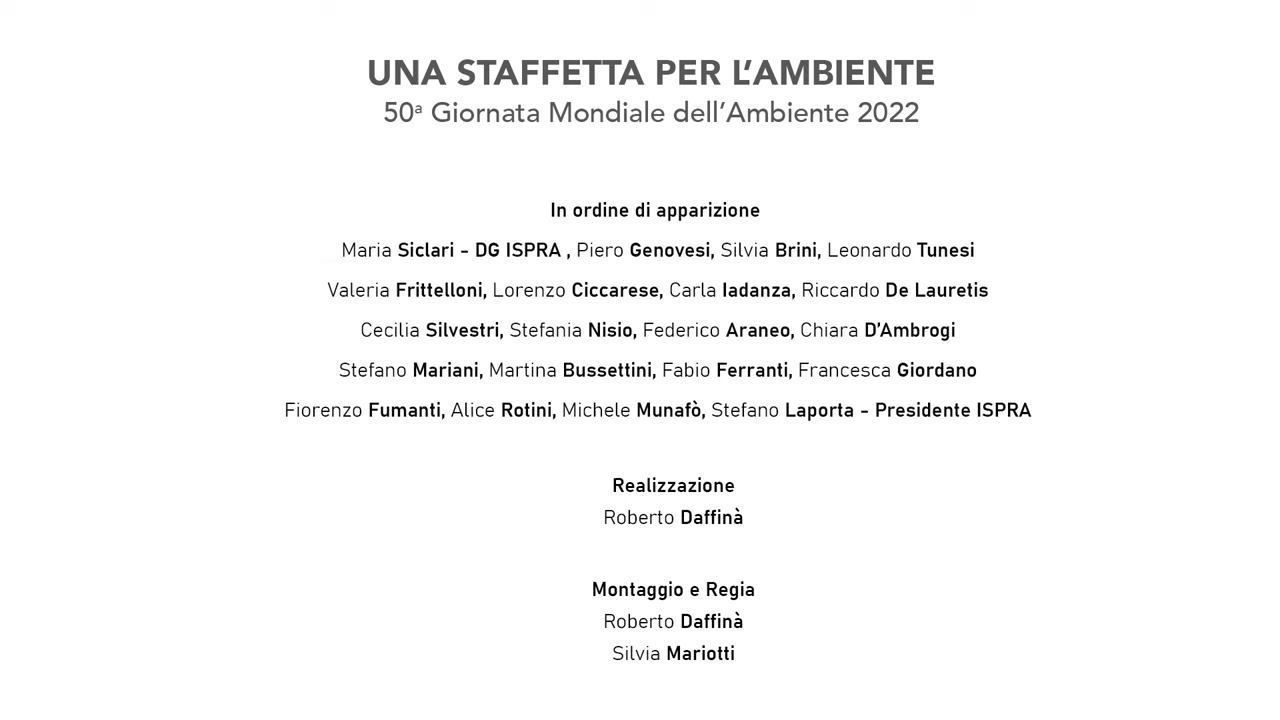 UNA STAFFETTA PER L’AMBIENTE
50ª Giornata Mondiale dell’Ambiente 2022
In ordine di apparizione
Maria Siclari - DG ISPRA , Piero Genovesi, Silvia Brini, Leonardo Tunesi
Valeria Frittelloni, Lorenzo Ciccarese, Carla Iadanza, Riccardo De Lauretis
Cecilia Silvestri, Stefania Nisio, Federico Araneo, Chiara D’Ambrogi
Stefano Mariani, Martina Bussettini, Fabio Ferranti, Francesca Giordano
Fiorenzo Fumanti, Alice Rotini, Michele Munafò, Stefano Laporta - Presidente ISPRA
Realizzazione
Roberto Daffinà
Montaggio e Regia
Roberto Daffinà
Silvia Mariotti